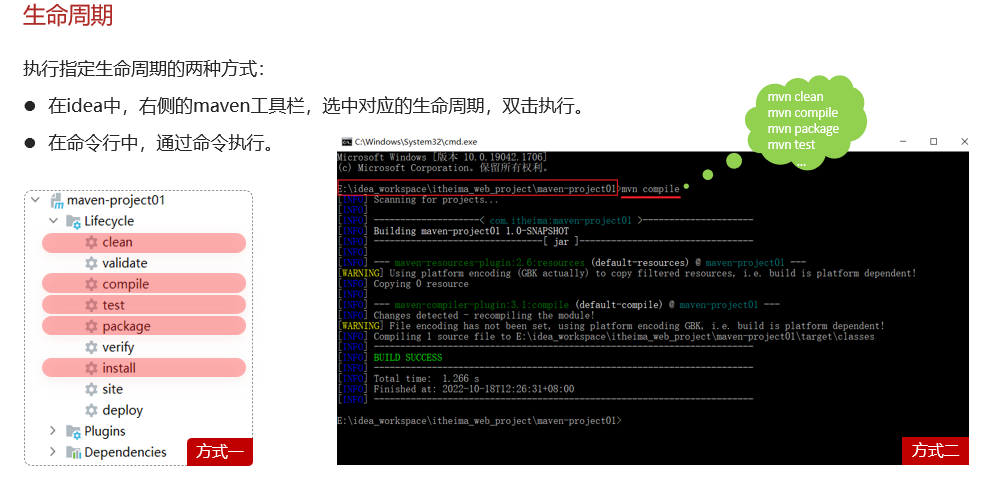 生命周期
执行指定生命周期的两种方式：
● 在idea中，右侧的maven工具栏，选中对应的生命周期，双击执行。
● 在命令行中，通过命令执行。
maven-project01
Lifecycle
clean
validate
compile
test
package
verify
install
site
deploy
Plugins
Dependencies
方式一
mvn clean
mvn compile
mvn package
mvn test
...
C:\Windows\System32\cmd.exe
Microsoft Windows [版本 10.0.19042.1706]
(c) Microsoft Corporation。保留所有权利。
E:\idea_workspace\itheima_web_project\maven-project01>mvn compile
[INFO] Scanning for projects...
[INFO]
[INFO] --------------------< com.itheima:maven-project01 >---------------------
[INFO] Building maven-project01 1.0-SNAPSHOT
[INFO] --------------------------------[ jar ]---------------------------------
[INFO]
[INFO] --- maven-resources-plugin:2.6:resources (default-resources) @ maven-project01 ---
[WARNING] Using platform encoding (GBK actually) to copy filtered resources, i.e. build is platform dependent!
[INFO] Copying 0 resource
[INFO]
[INFO] --- maven-compiler-plugin:3.1:compile (default-compile) @ maven-project01 ---
[INFO] Changes detected - recompiling the module!
[WARNING] File encoding has not been set, using platform encoding GBK, i.e. build is platform dependent!
[INFO] Compiling 1 source file to E:\idea_workspace\itheima_web_project\maven-project01\target\classes
[INFO] ------------------------------------------------------------------------
[INFO] BUILD SUCCESS
[INFO] ------------------------------------------------------------------------
[INFO] Total time:  1.266 s
[INFO] Finished at: 2022-10-18T12:26:31+08:00
[INFO] ------------------------------------------------------------------------
E:\idea_workspace\itheima_web_project\maven-project01>
方式二